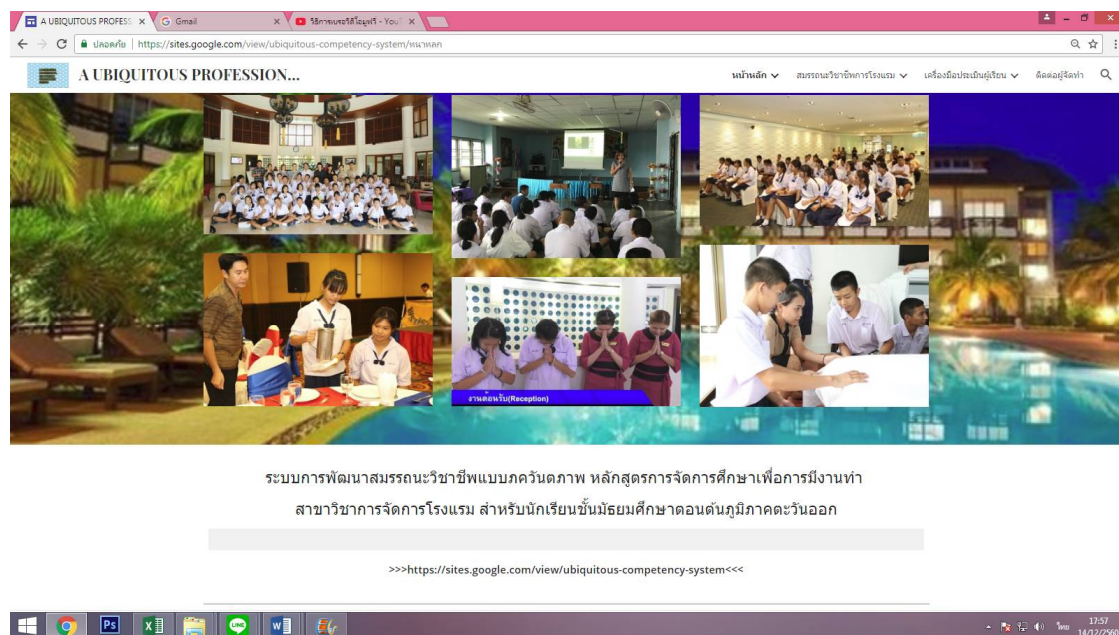 A UBIQUITOUS PROFESS
Gmail
วิธีการเบรอวิดีโอยูฟรี - YouT
ปลอดภัย
https://sites.google.com/view/ubiquitous-competency-system/หนาหลก
A UBIQUITOUS PROFESSION...
หน้าหลัก
สมรรถนะวิชาชีพการโรงแรม
เครื่องมือประเมินผู้เรียน
ติดต่อผู้จัดทำ
งานต้อนรับ(Reception)
ระบบการพัฒนาสมรรถนะวิชาชีพแบบภควันตภาพ หลักสูตรการจัดการศึกษาเพื่อการมีงานทำ
สาขาวิชาการจัดการโรงแรม สำหรับนักเรียนชั้นมัธยมศึกษาตอนต้นภูมิภาคตะวันออก
>>>https://sites.google.com/view/ubiquitous-competency-system<<<
Ps
LINE
ไทย
17:57